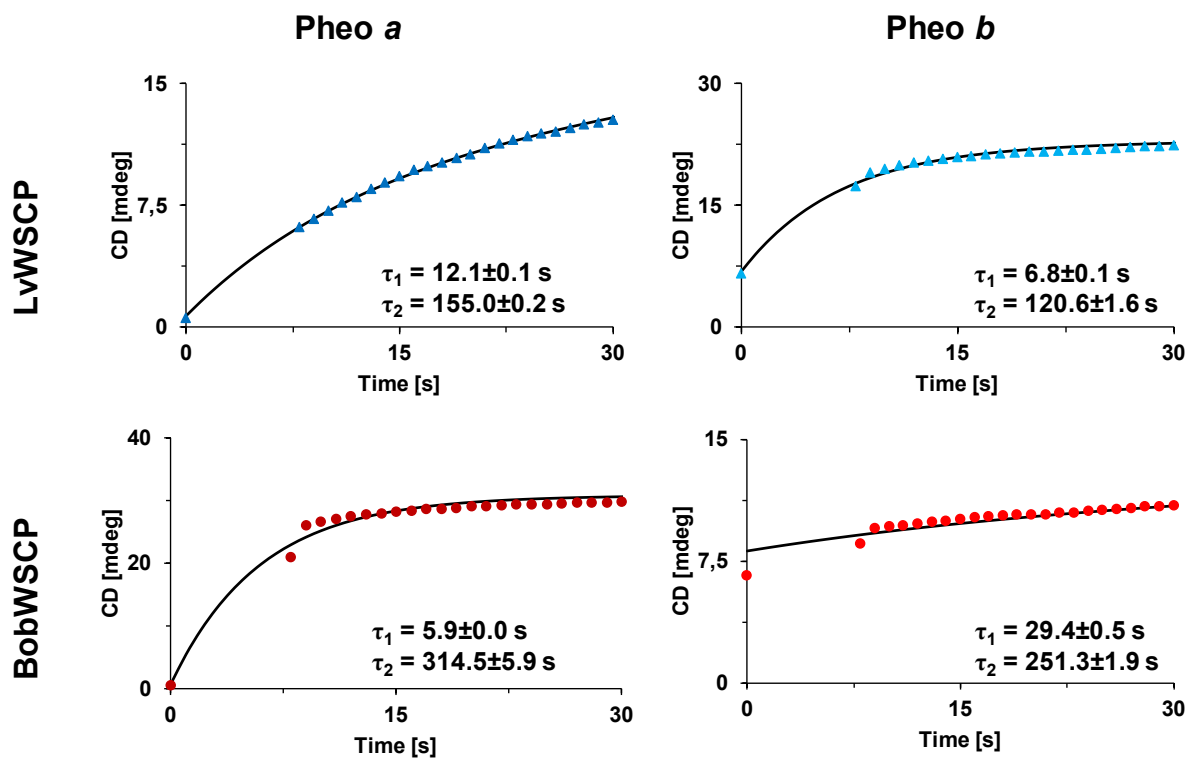 Pheo a
Pheo b
LvWSCP
15
7,5
0
CD [mdeg]
τ1 = 12.1±0.1 s
τ2 = 155.0±0.2 s
0
15
30
Time [s]
30
15
0
CD [mdeg]
τ1 = 6.8±0.1 s
τ2 = 120.6±1.6 s
0
15
30
Time [s]
BobWSCP
40
20
0
CD [mdeg]
τ1 = 5.9±0.0 s
τ2 = 314.5±5.9 s
0
15
30
Time [s]
15
7,5
0
CD [mdeg]
τ1 = 29.4±0.5 s
τ2 = 251.3±1.9 s
0
15
30
Time [s]